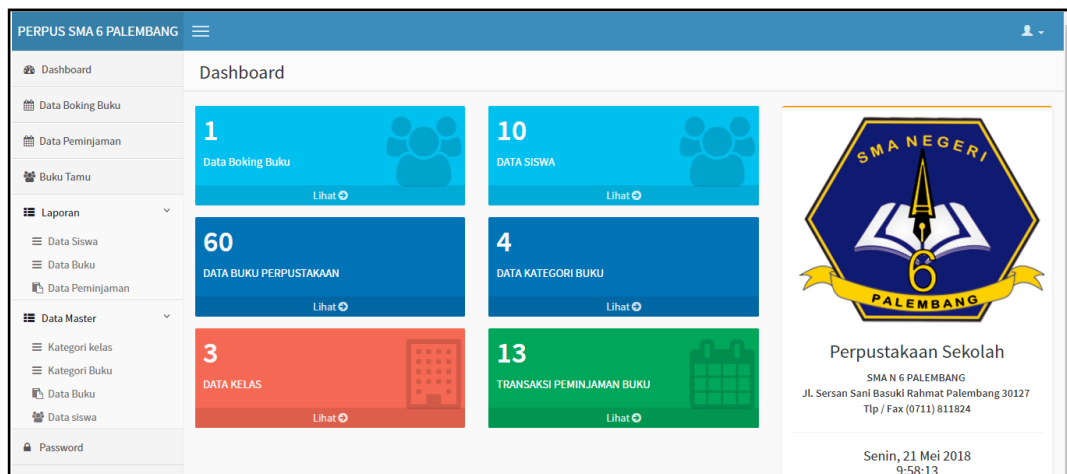 PERPUS SMA 6 PALEMBANG
Dashboard
Data Boking Buku
Data Peminjaman
Buku Tamu
Laporan
Data Siswa
Data Buku
Data Peminjaman
Data Master
Kategori kelas
Kategori Buku
Data Buku
Data siswa
Password
Dashboard
1
Data Boking Buku
Lihat
10
DATA SISWA
Lihat
60
DATA BUKU PERPUSTAKAAN
Lihat
4
DATA KATEGORI BUKU
Lihat
3
DATA KELAS
Lihat
13
TRANSAKSI PEMINJAMAN BUKU
Lihat
SMA NEGERI
6
PALEMBANG
Perpustakaan Sekolah
SMA N 6 PALEMBANG
Jl. Sersan Sani Basuki Rahmat Palembang 30127
Tlp / Fax (0711) 811824
Senin, 21 Mei 2018
9:58:13